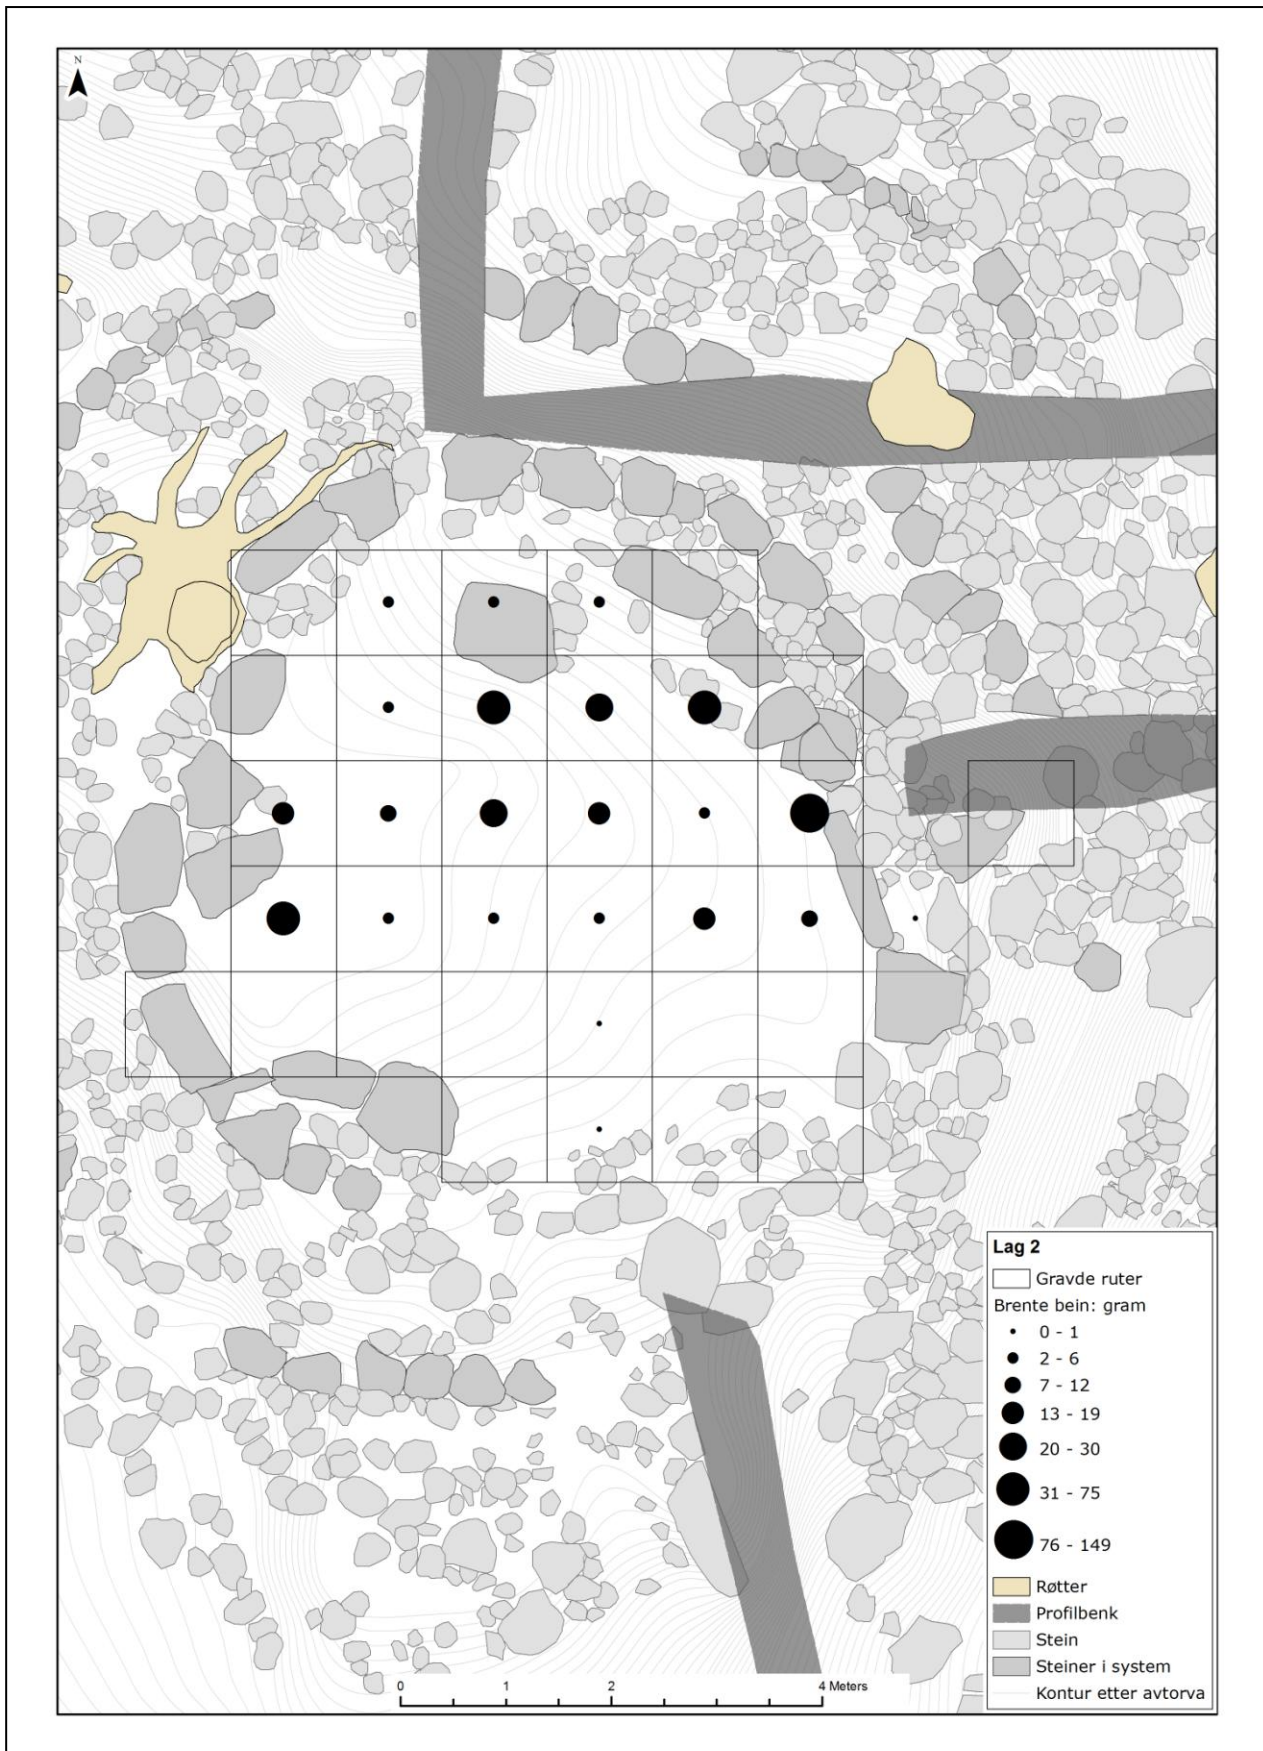 N
Lag 2
Gravde ruter
Brente bein: gram
0 - 1
2 - 6
7 - 12
13 - 19
20 - 30
31 - 75
76 - 149
Røtter
Profilbenk
Stein
Steiner i system
Kontur etter avtorva
0 1 2 4 Meters